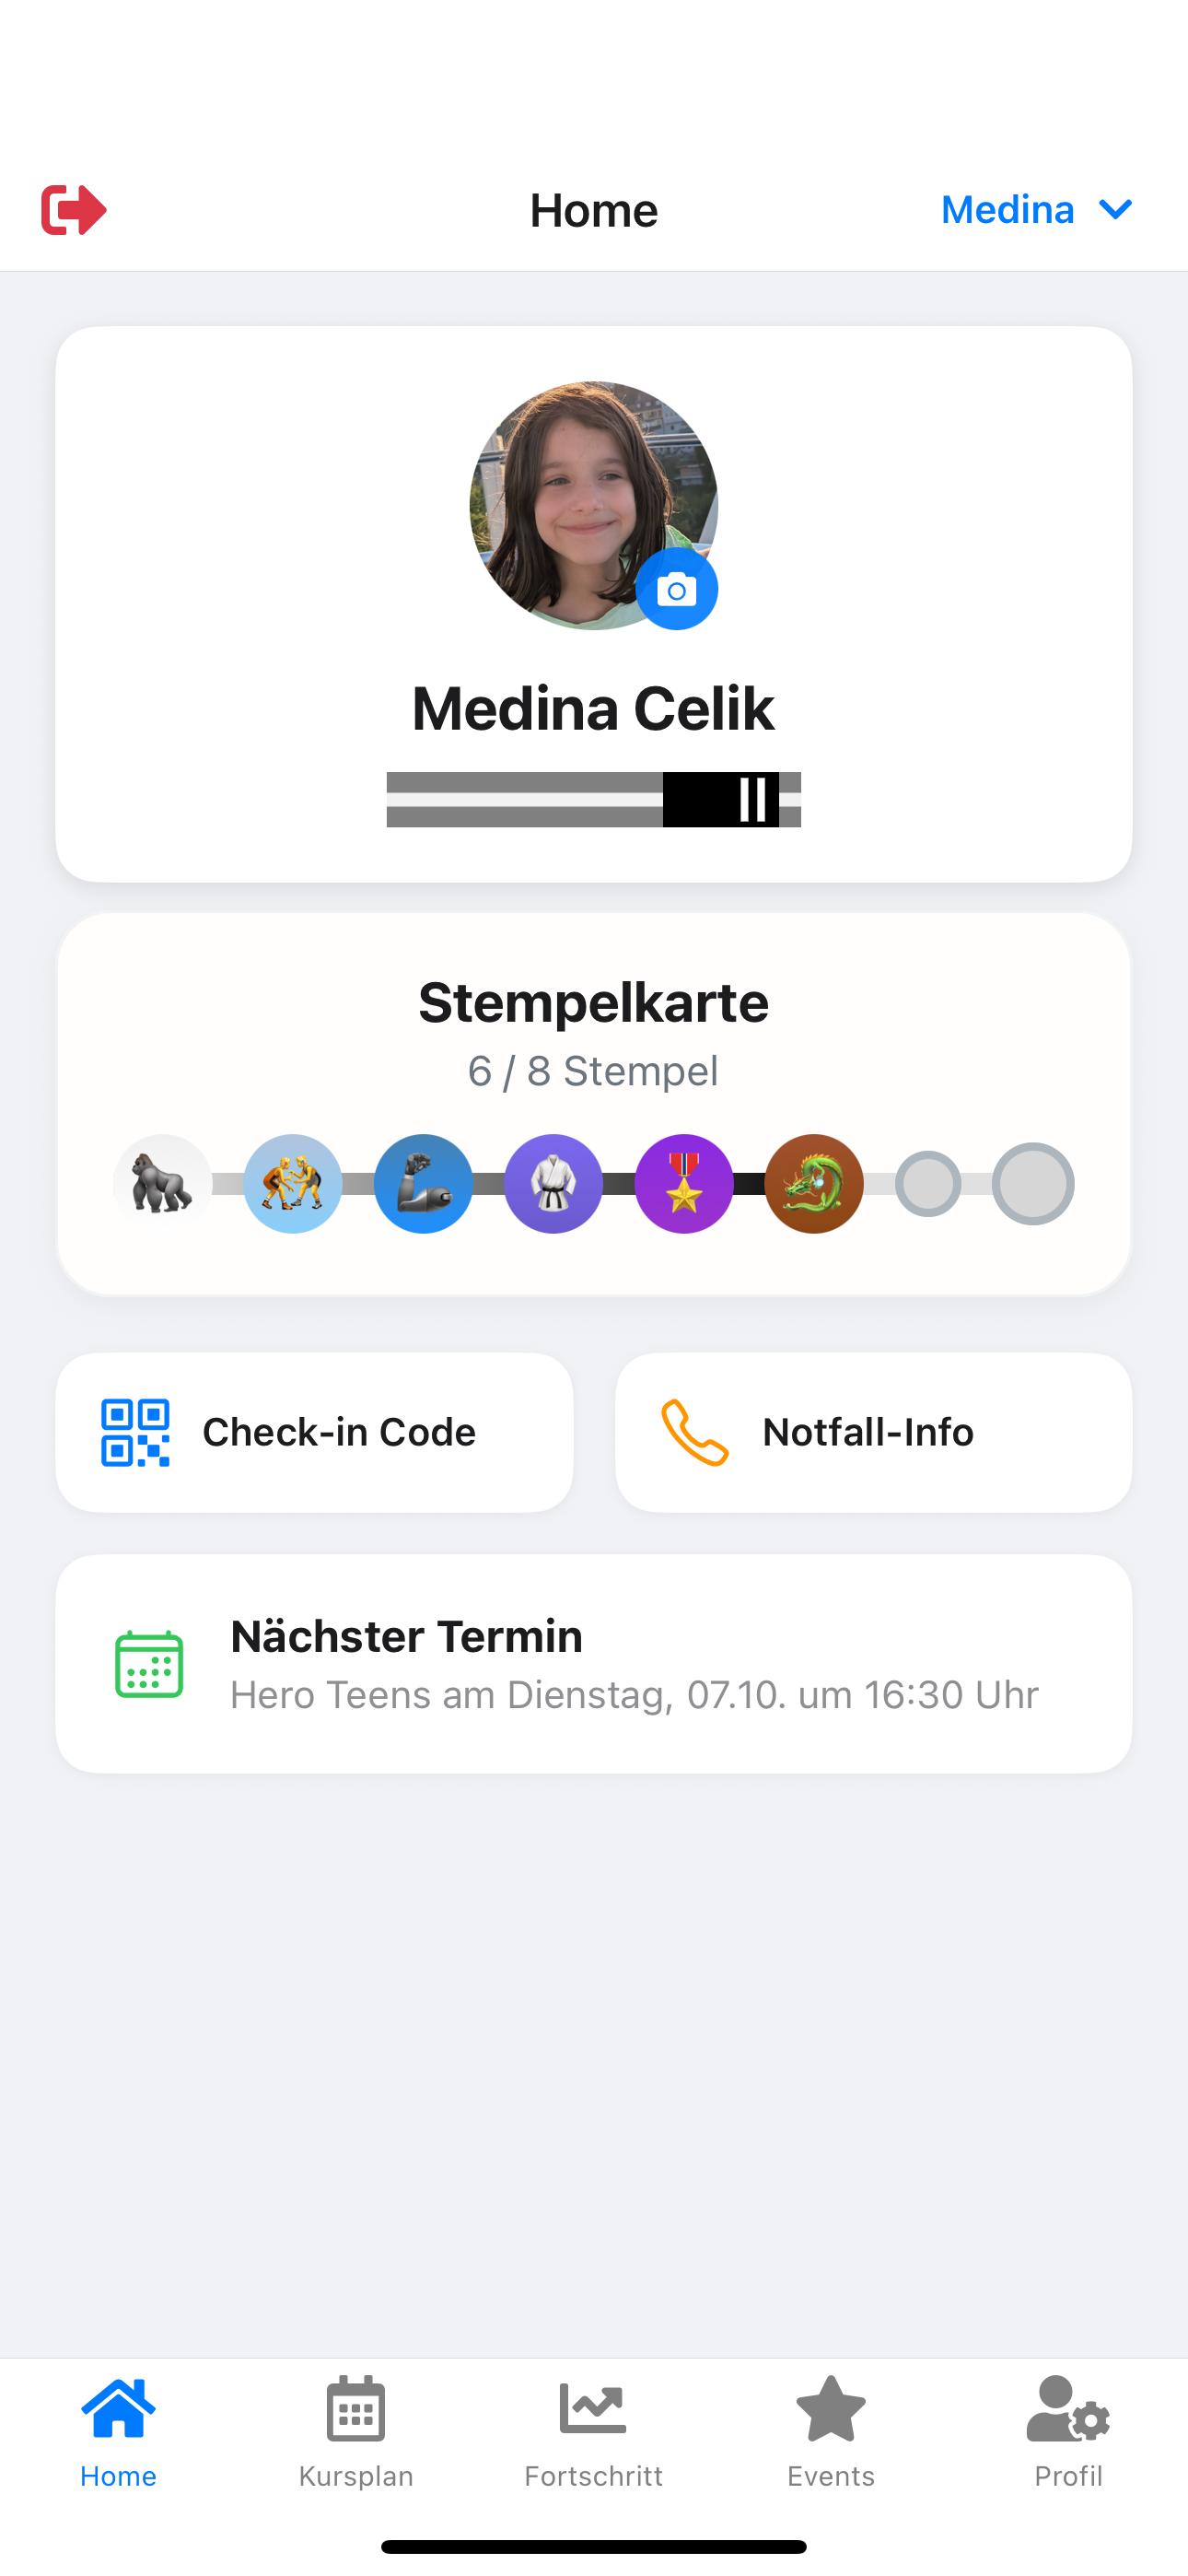 Home
Medina
Medina Celik
Stempelkarte
6 / 8 Stempel
Check-in Code
Notfall-Info
Nächster Termin
Hero Teens am Dienstag, 07.10. um 16:30 Uhr
Home
Kursplan
Fortschritt
Events
Profil